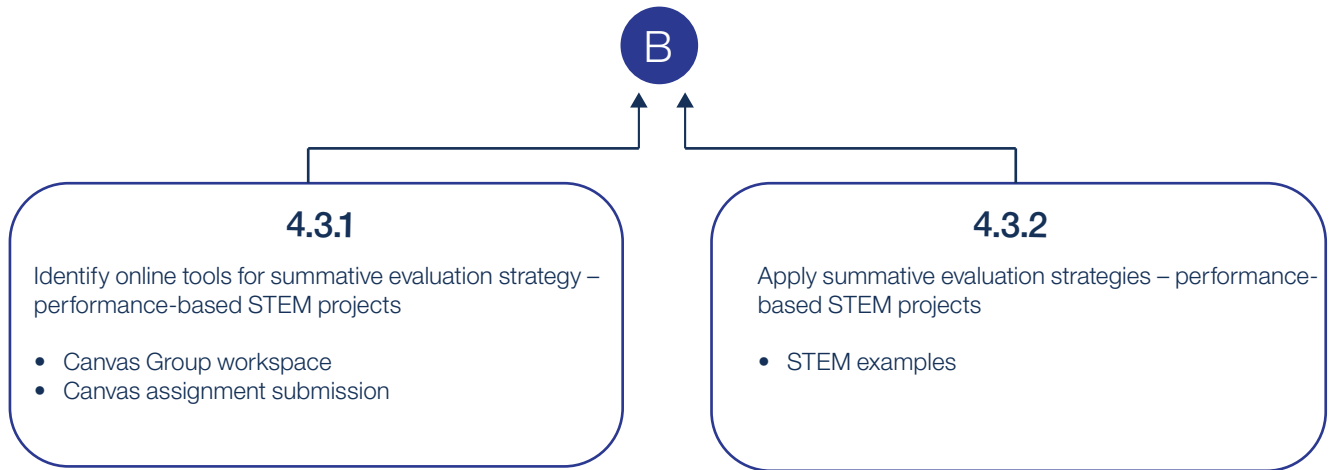 B
4.3.1
Identify online tools for summative evaluation strategy –
performance-based STEM projects
• Canvas Group workspace
• Canvas assignment submission
4.3.2
Apply summative evaluation strategies – performance-
based STEM projects
• STEM examples